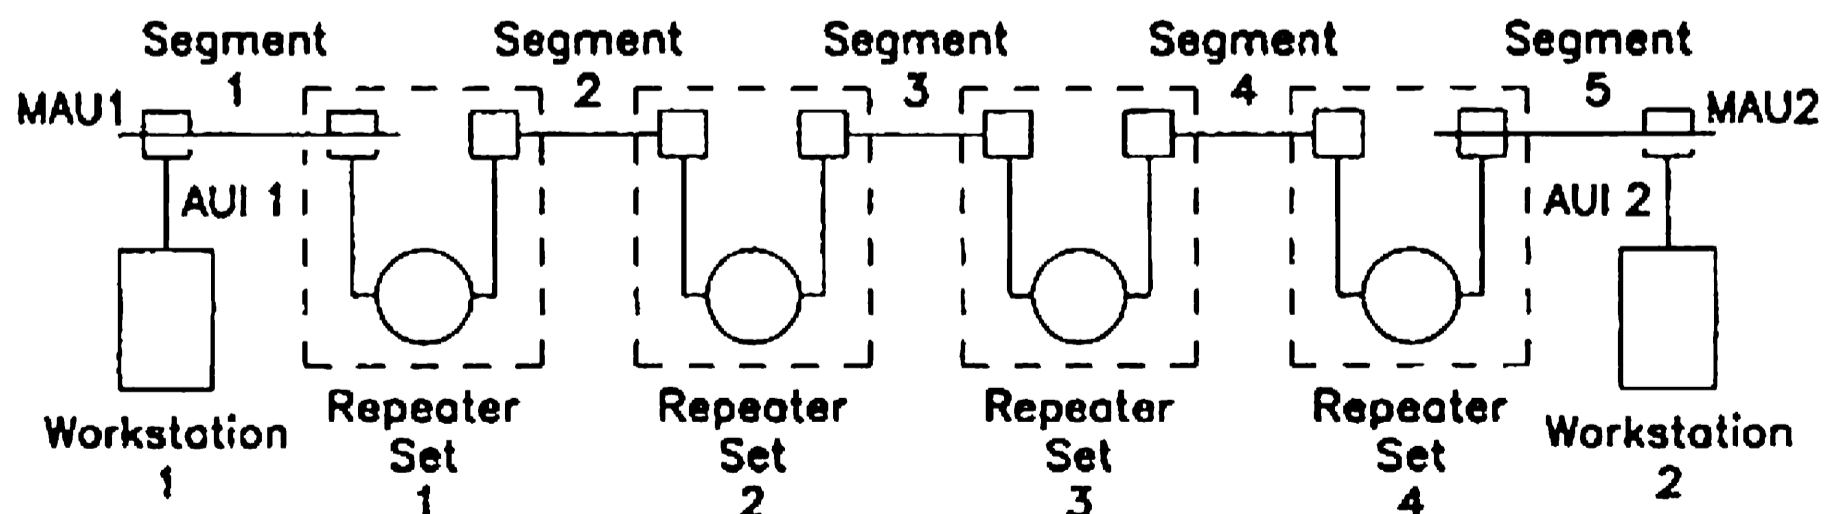 Segment Segment Segment Segment Segment
1 2 3 4 5
MAU1 MAU2
AUI 1 AUI 2
Workstation Repeater Repeater Repeater Repeater Workstation
1 Set Set Set Set 2
1 2 3 4